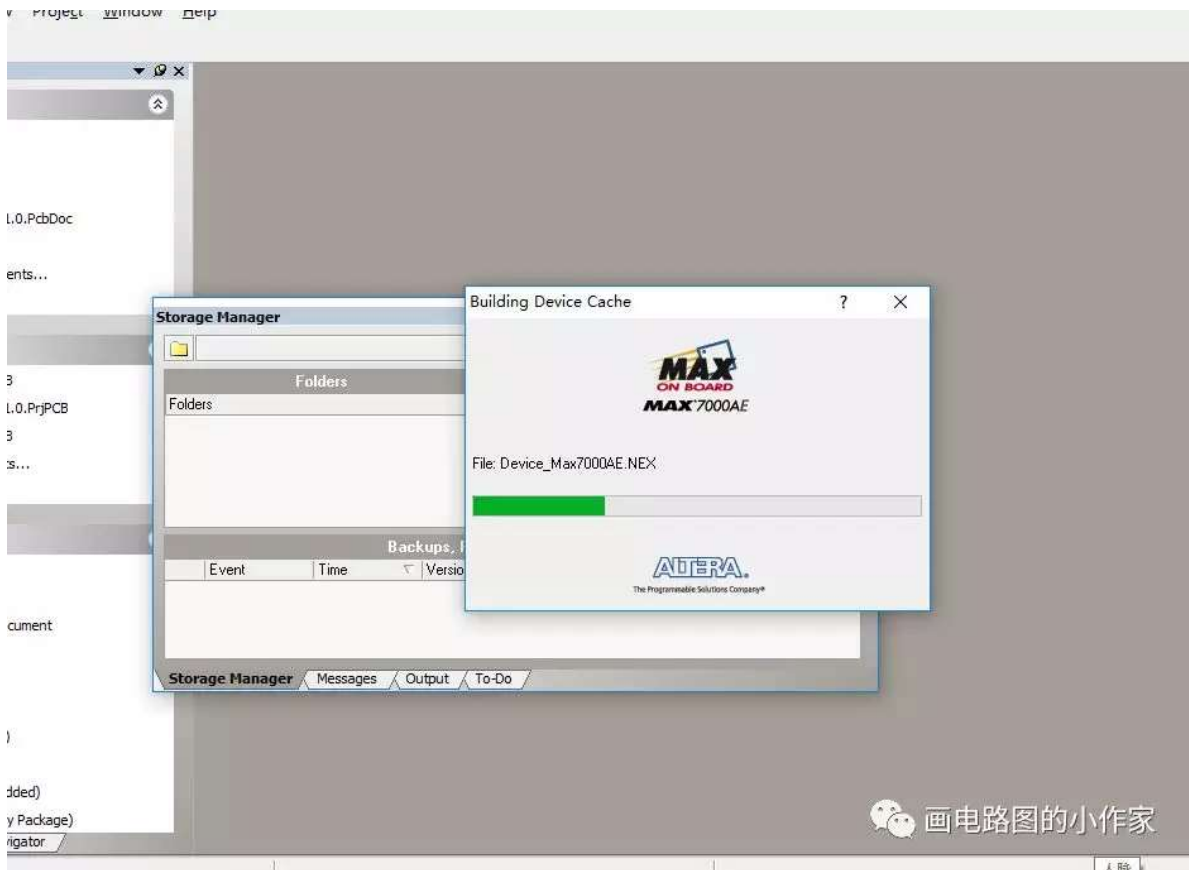 Project Window Help
1.0.PcbDoc
ents...
Building Device Cache ?
Storage Manager
MAX
ON BOARD
MAX®7000AE
B
Folders
1.0.PrjPCB
Folders
B
ts...
File: Device_Max7000AE.NEX
Backups,
Event Time Versio
ALTERA®
The Programmable Solutions Company®
cument
Storage Manager Messages Output To-Do
)
dded)
y Package)
vigator
画电路图的小作家